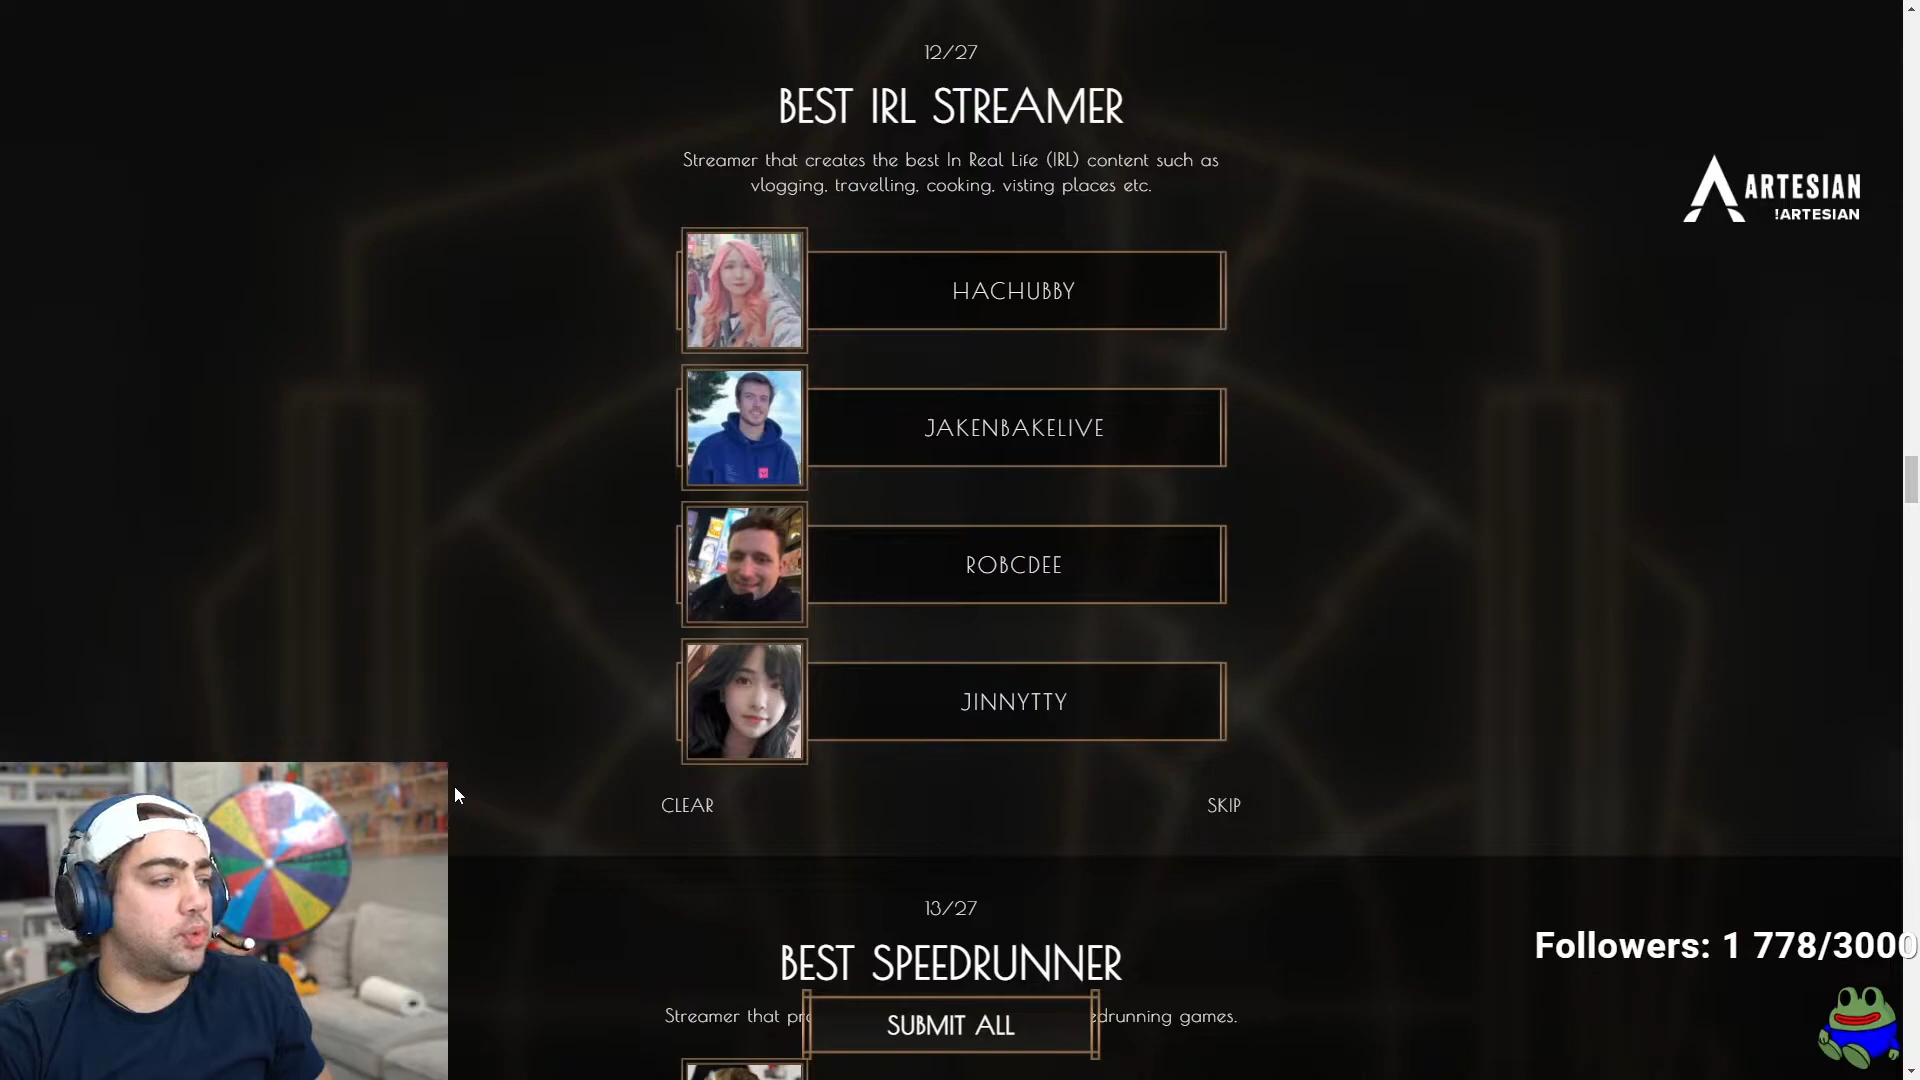 12/27
BEST IRL STREAMER
Streamer that creates the best In Real Life (IRL) content such as
vlogging, travelling, cooking, visting places etc.
ARTESIAN
!ARTESIAN
HACHUBBY
JAKENBAKELIVE
ROBCDEE
JINNYTTY
CLEAR
SKIP
13/27
BEST SPEEDRUNNER
Followers: 1 778/3000
Streamer that pr edrunning games.
SUBMIT ALL